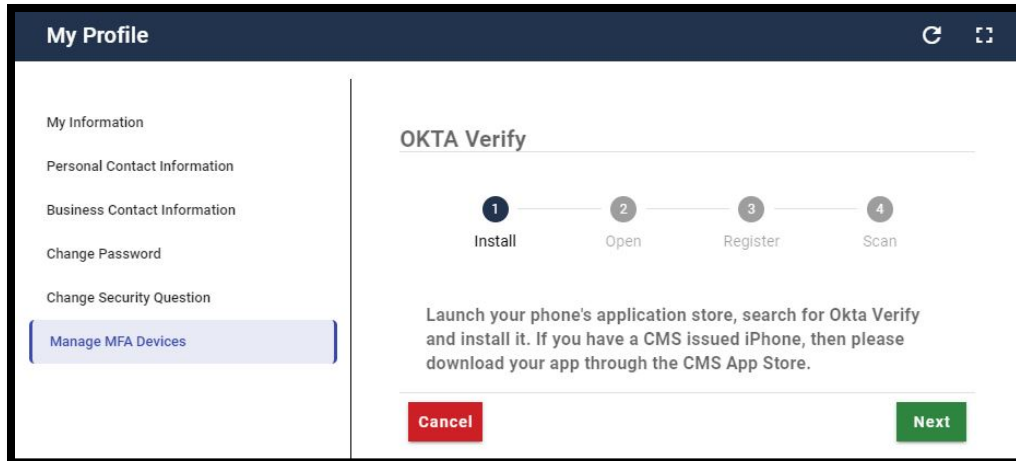 My Profile
My Information
Personal Contact Information
Business Contact Information
Change Password
Change Security Question
Manage MFA Devices
OKTA Verify
1 2 3 4
Install Open Register Scan
Launch your phone's application store, search for Okta Verify
and install it. If you have a CMS issued iPhone, then please
download your app through the CMS App Store.
Cancel Next